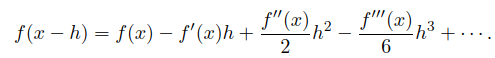 f(x − h) = f(x) − f′(x)h + f″(x)/2 h² − f‴(x)/6 h³ + ⋯ .